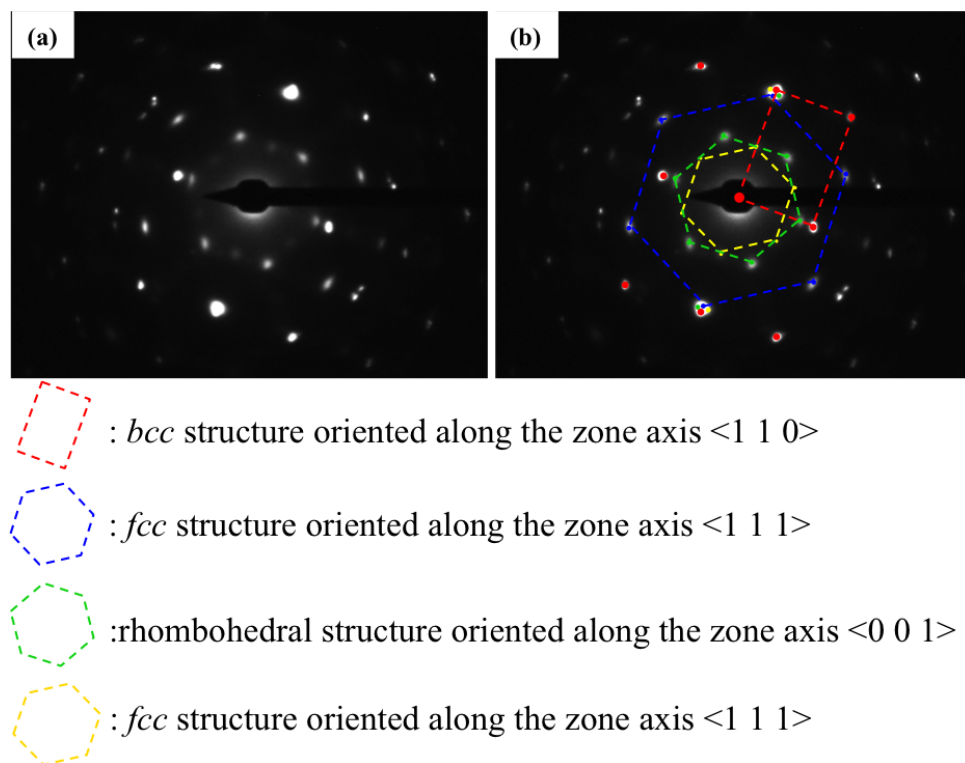 (a)
(b)
: bcc structure oriented along the zone axis <1 1 0>
: fcc structure oriented along the zone axis <1 1 1>
:rhombohedral structure oriented along the zone axis <0 0 1>
: fcc structure oriented along the zone axis <1 1 1>